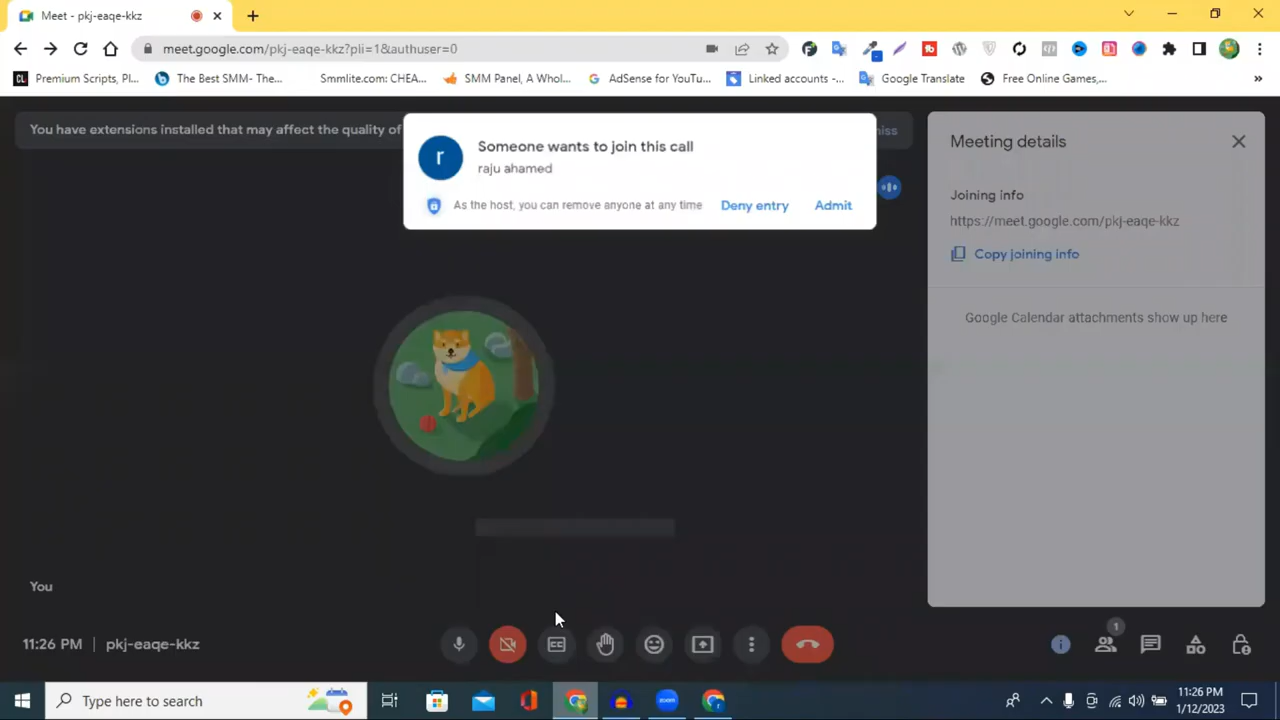 Meet - pkj-eaqe-kkz
meet.google.com/pkj-eaqe-kkz?pli=1&authuser=0
Premium Scripts, Pl... The Best SMM- The... Smmlite.com: CHEA... SMM Panel, A Whol... AdSense for YouTu... Linked accounts -... Google Translate Free Online Games,...
You have extensions installed that may affect the quality of
Someone wants to join this call
r
raju ahamed
As the host, you can remove anyone at any time Deny entry Admit
Meeting details
Joining info
https://meet.google.com/pkj-eaqe-kkz
Copy joining info
Google Calendar attachments show up here
You
11:26 PM | pkj-eaqe-kkz
CC
1
Type here to search
zoom
11:26 PM
1/12/2023